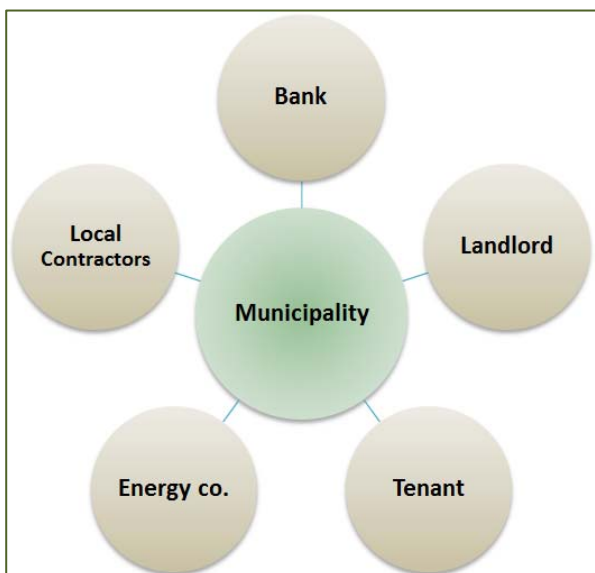 Bank
Local
Contractors
Landlord
Municipality
Energy co.
Tenant